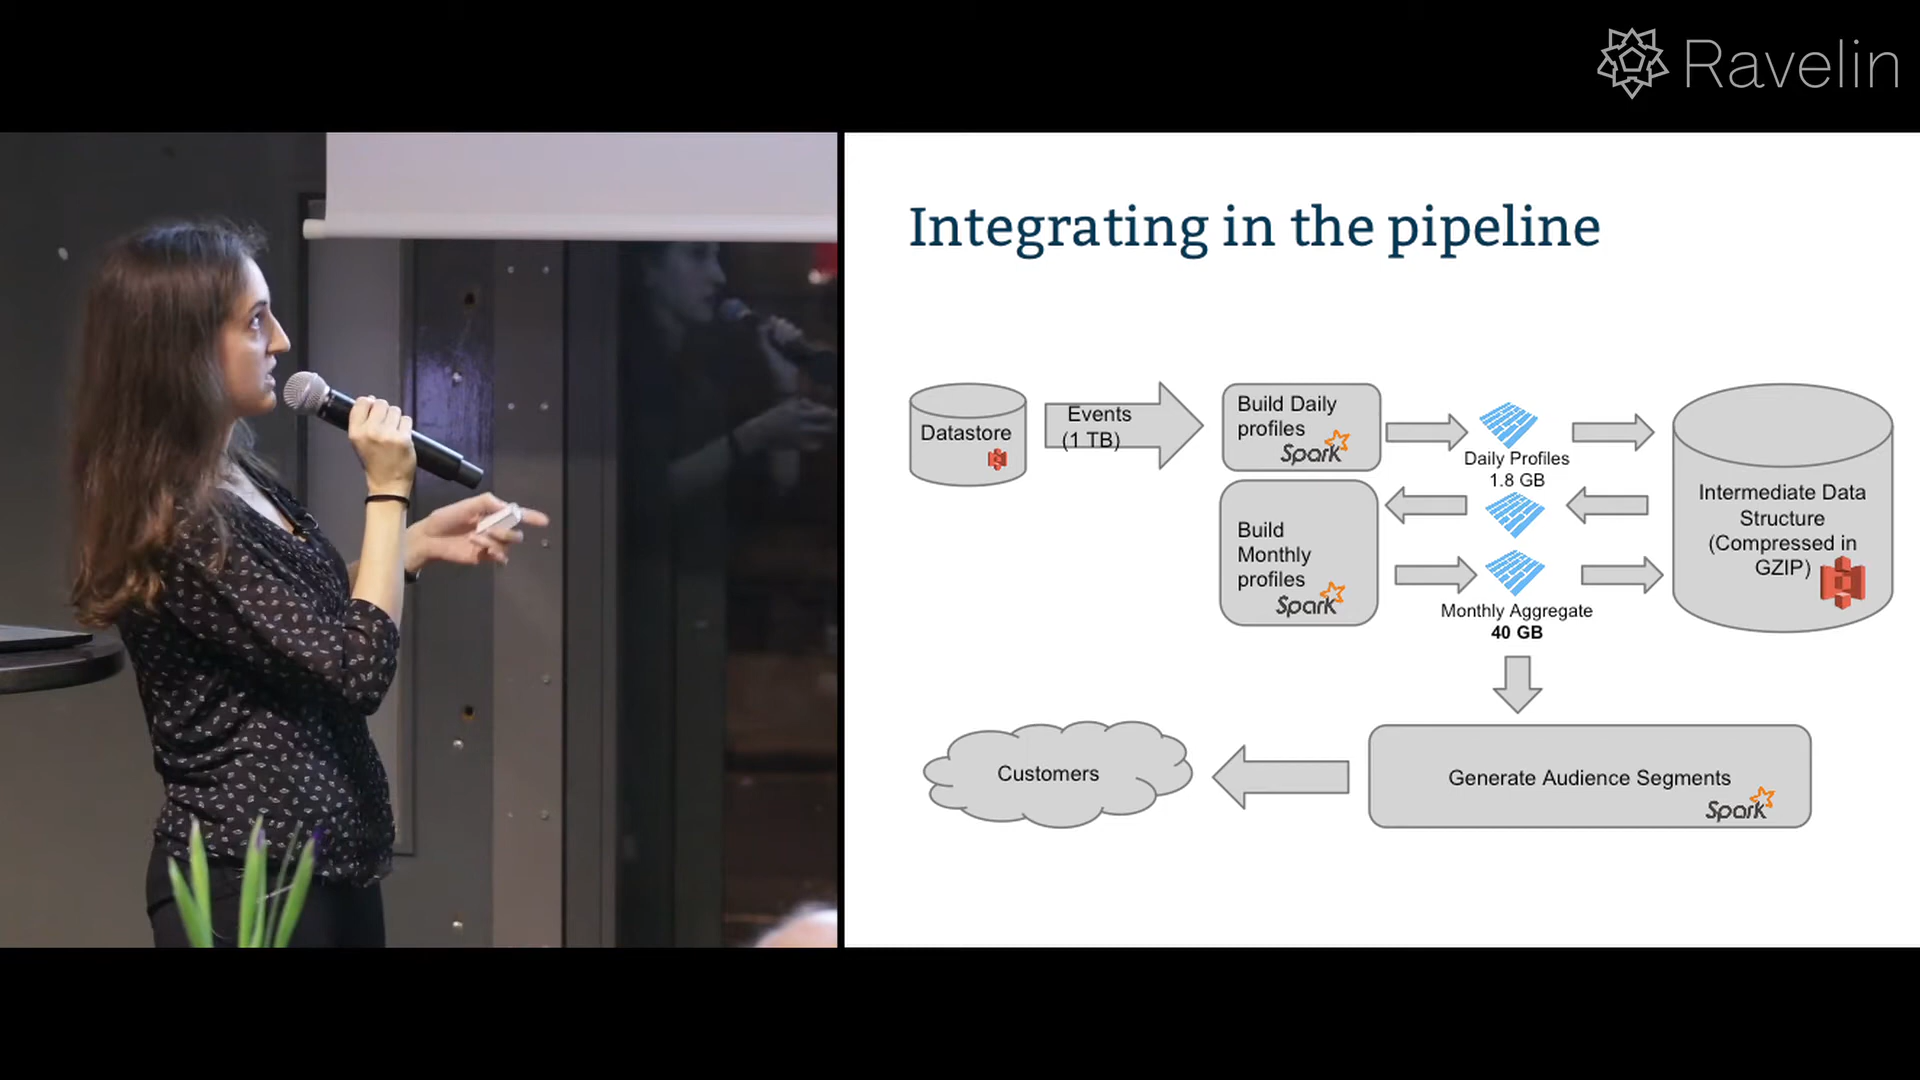 Ravelin
Integrating in the pipeline
Datastore
Events
(1 TB)
Build Daily
profiles
Spark
Daily Profiles
1.8 GB
Build
Monthly
profiles
Spark
Monthly Aggregate
40 GB
Intermediate Data
Structure
(Compressed in
GZIP)
Customers
Generate Audience Segments
Spark